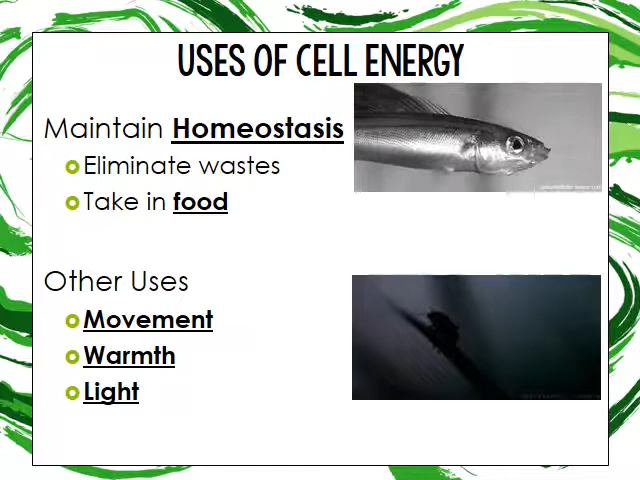 USES OF CELL ENERGY
Maintain Homeostasis
Eliminate wastes
Take in food
Other Uses
Movement
Warmth
Light